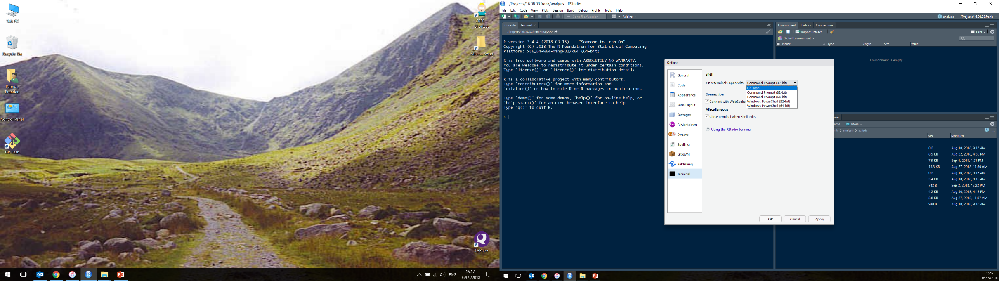 This PC
Recycle Bin
Palmer,
Brendan
Control Panel
Git Bash
CRFC -
Shortcut
Athena Swan
Q-Pulse
ENG
15:17
05/09/2018
~/Projects/16.08.08.frank/analysis - RStudio
File Edit Code View Plots Session Build Debug Profile Tools Help
Go to file/function
Addins
analysis — ~/Projects/16.08.08.frank
Console Terminal
~/Projects/16.08.08.frank/analysis/
R version 3.4.4 (2018-03-15) -- "Someone to Lean On"
Copyright (C) 2018 The R Foundation for Statistical Computing
Platform: x86_64-w64-mingw32/x64 (64-bit)
R is free software and comes with ABSOLUTELY NO WARRANTY.
You are welcome to redistribute it under certain conditions.
Type 'license()' or 'licence()' for distribution details.
R is a collaborative project with many contributors.
Type 'contributors()' for more information and
'citation()' on how to cite R or R packages in publications.
Type 'demo()' for some demos, 'help()' for on-line help, or
'help.start()' for an HTML browser interface to help.
Type 'q()' to quit R.
>
Options
General
Code
Appearance
Pane Layout
Packages
R Markdown
Sweave
Spelling
Git/SVN
Publishing
Terminal
Shell
New terminals open with: Command Prompt (32-bit)
Git Bash
Command Prompt (32-bit)
Command Prompt (64-bit)
Windows PowerShell (32-bit)
Windows PowerShell (64-bit)
Connection
Connect with WebSocket
Miscellaneous
Close terminal when shell exits
Using the RStudio terminal
OK Cancel Apply
Environment History Connections
Import Dataset
Grid
Global Environment
Name Type Length Size Value
Environment is empty
More
analysis > scripts
Size Modified
0 B Aug 10, 2018, 9:16 AM
8.5 KB Aug 22, 2018, 4:50 PM
7.9 KB Sep 4, 2018, 1:21 PM
13.3 KB Aug 27, 2018, 11:30 AM
0 B Aug 10, 2018, 9:16 AM
3.4 KB Aug 10, 2018, 9:16 AM
742 B Sep 2, 2018, 12:22 PM
4.2 KB Aug 30, 2018, 4:48 PM
8.8 KB Aug 27, 2018, 11:57 AM
948 B Aug 10, 2018, 9:16 AM
15:17
05/09/2018